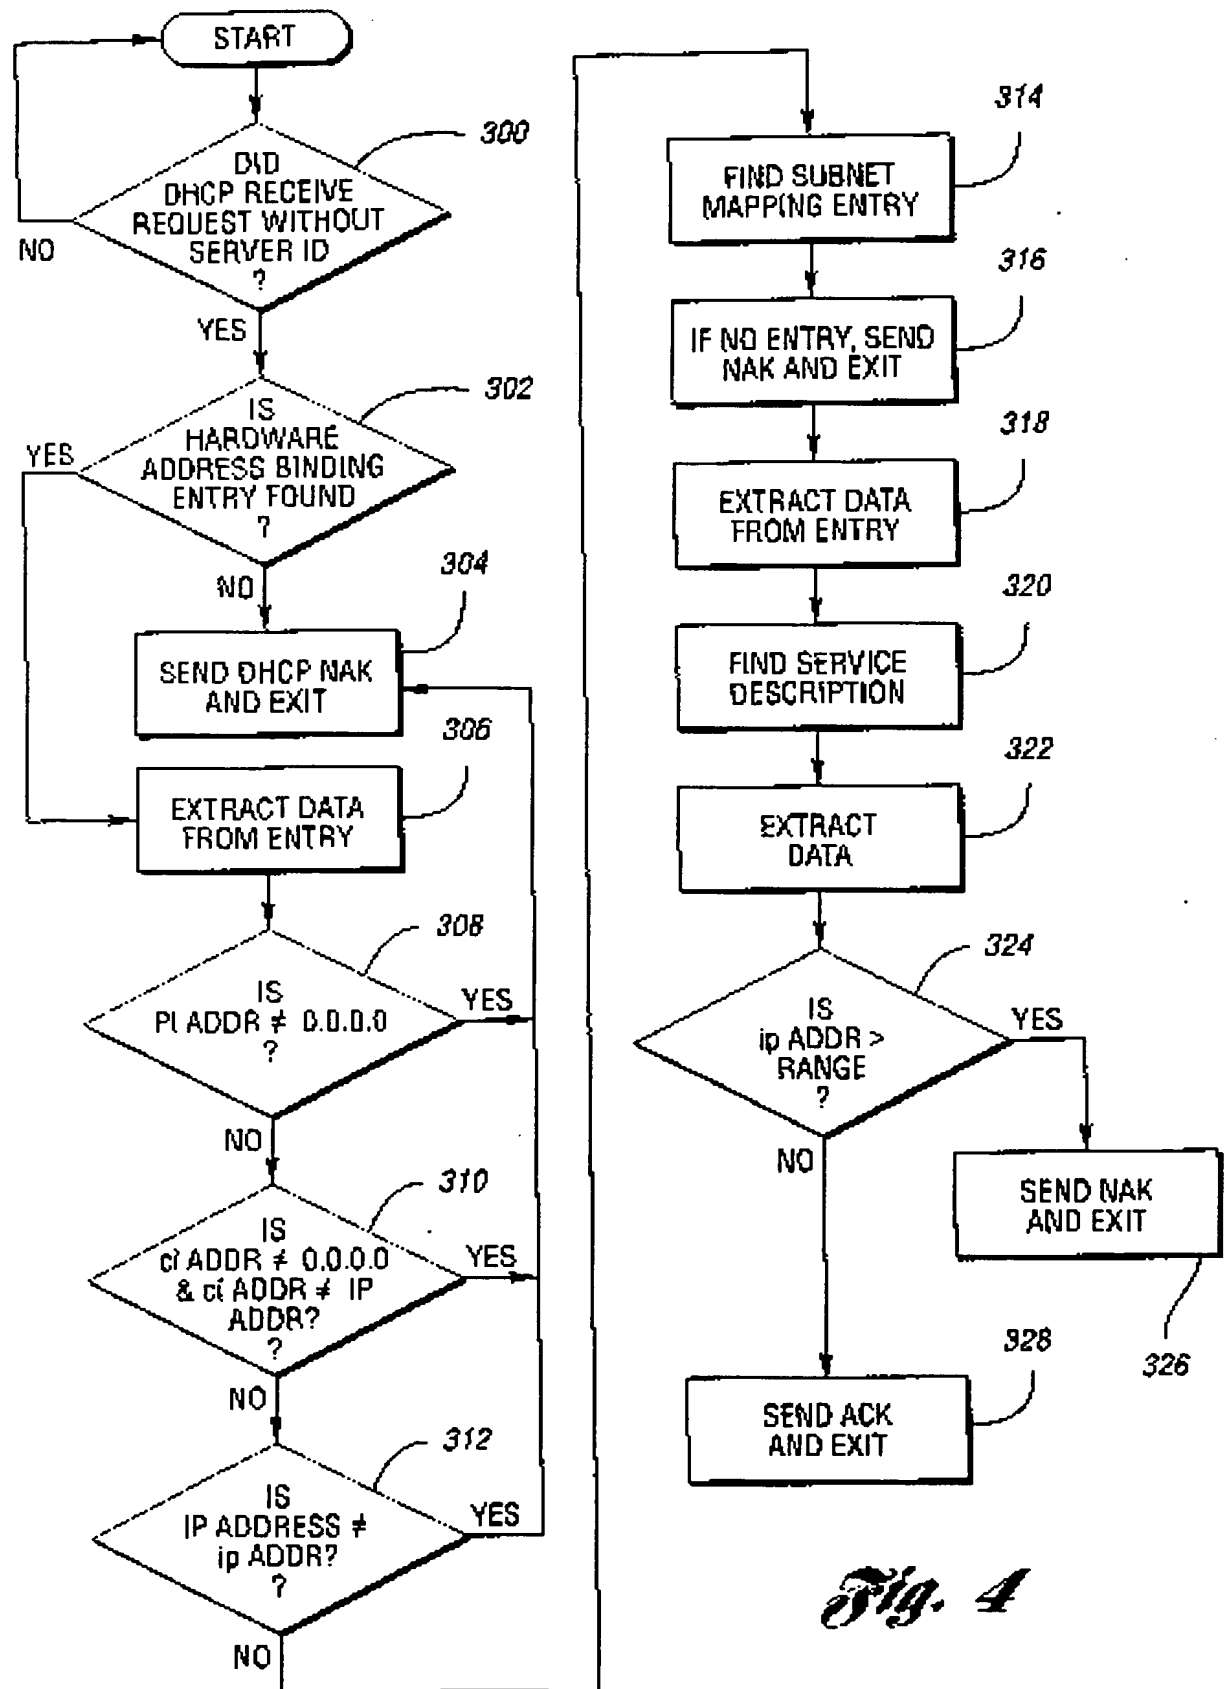 START
300
DID
DHCP RECEIVE
REQUEST WITHOUT
SERVER ID
?
NO
YES
302
IS
HARDWARE
ADDRESS BINDING
ENTRY FOUND
?
YES
NO
304
SEND DHCP NAK
AND EXIT
306
EXTRACT DATA
FROM ENTRY
308
IS
PI ADDR ≠ 0.0.0.0
?
YES
NO
310
IS
ci ADDR ≠ 0.0.0.0
& ci ADDR ≠ IP
ADDR?
?
YES
NO
312
IS
IP ADDRESS ≠
ip ADDR?
?
YES
NO
314
FIND SUBNET
MAPPING ENTRY
316
IF NO ENTRY, SEND
NAK AND EXIT
318
EXTRACT DATA
FROM ENTRY
320
FIND SERVICE
DESCRIPTION
322
EXTRACT
DATA
324
IS
ip ADDR >
RANGE
?
YES
NO
SEND NAK
AND EXIT
326
328
SEND ACK
AND EXIT
Fig. 4